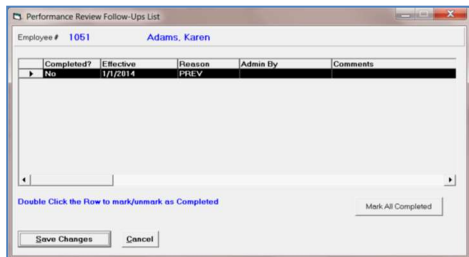 Performance Review Follow-Ups List
Employee # 1051 Adams, Karen
Completed? Effective Reason Admin By Comments
No 1/1/2014 PREV
Double Click the Row to mark/unmark as Completed
Mark All Completed
Save Changes Cancel